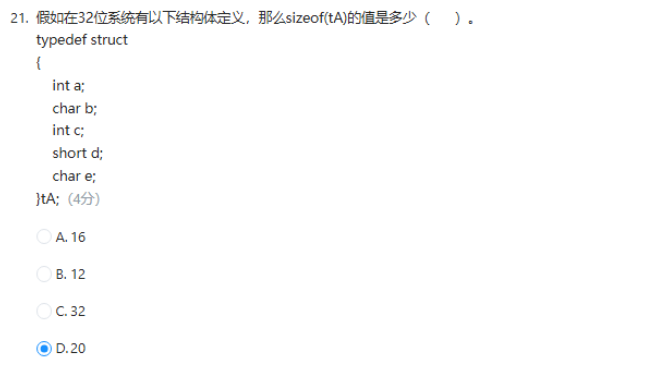 21. 假如在32位系统有以下结构体定义，那么sizeof(tA)的值是多少（　　）。
typedef struct
{
int a;
char b;
int c;
short d;
char e;
}tA;（4分）
A. 16
B. 12
C. 32
D. 20